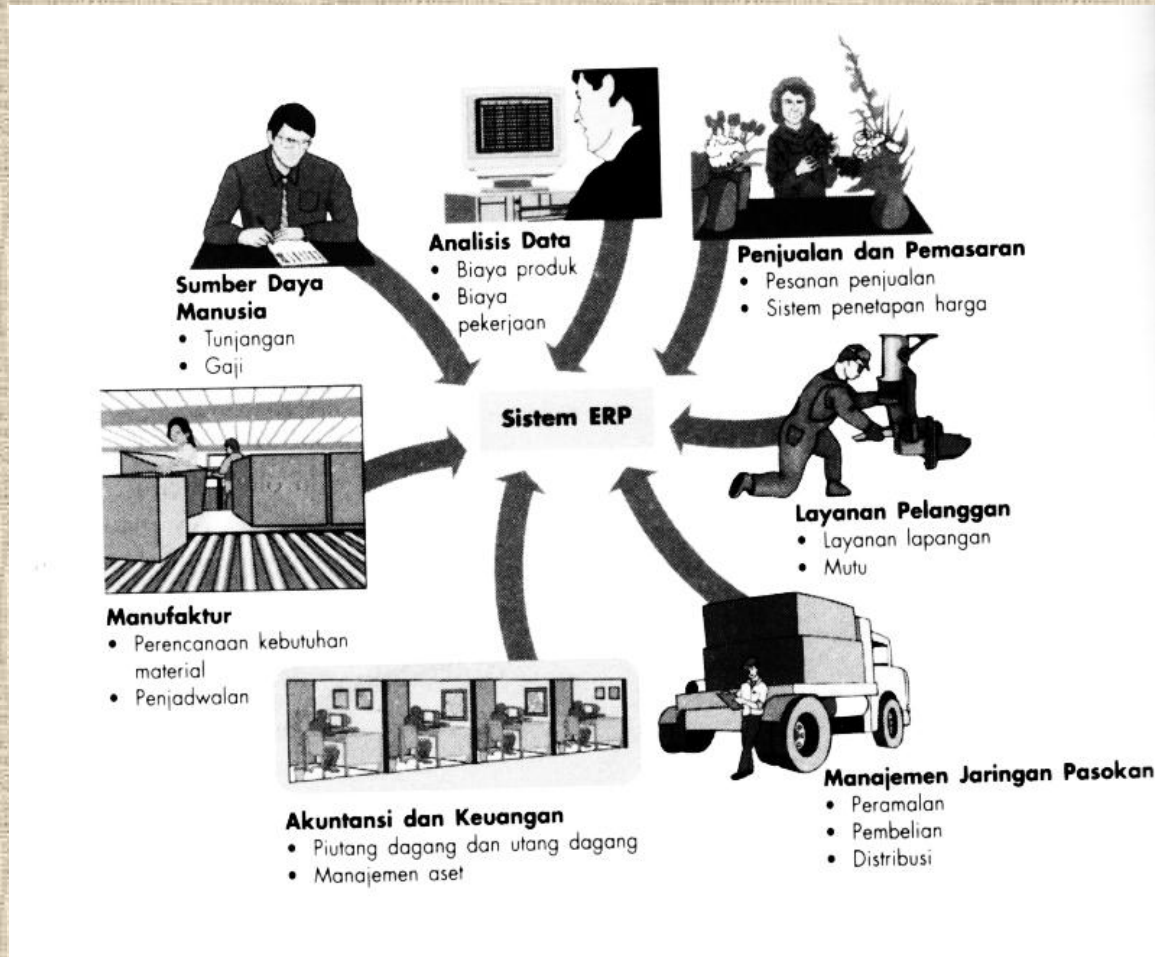 Sumber Daya
Manusia
• Tunjangan
• Gaji
Analisis Data
• Biaya produk
• Biaya
pekerjaan
Penjualan dan Pemasaran
• Pesanan penjualan
• Sistem penetapan harga
Sistem ERP
Layanan Pelanggan
• Layanan lapangan
• Mutu
Manufaktur
• Perencanaan kebutuhan
material
• Penjadwalan
Akuntansi dan Keuangan
• Piutang dagang dan utang dagang
• Manajemen aset
Manajemen Jaringan Pasokan
• Peramalan
• Pembelian
• Distribusi